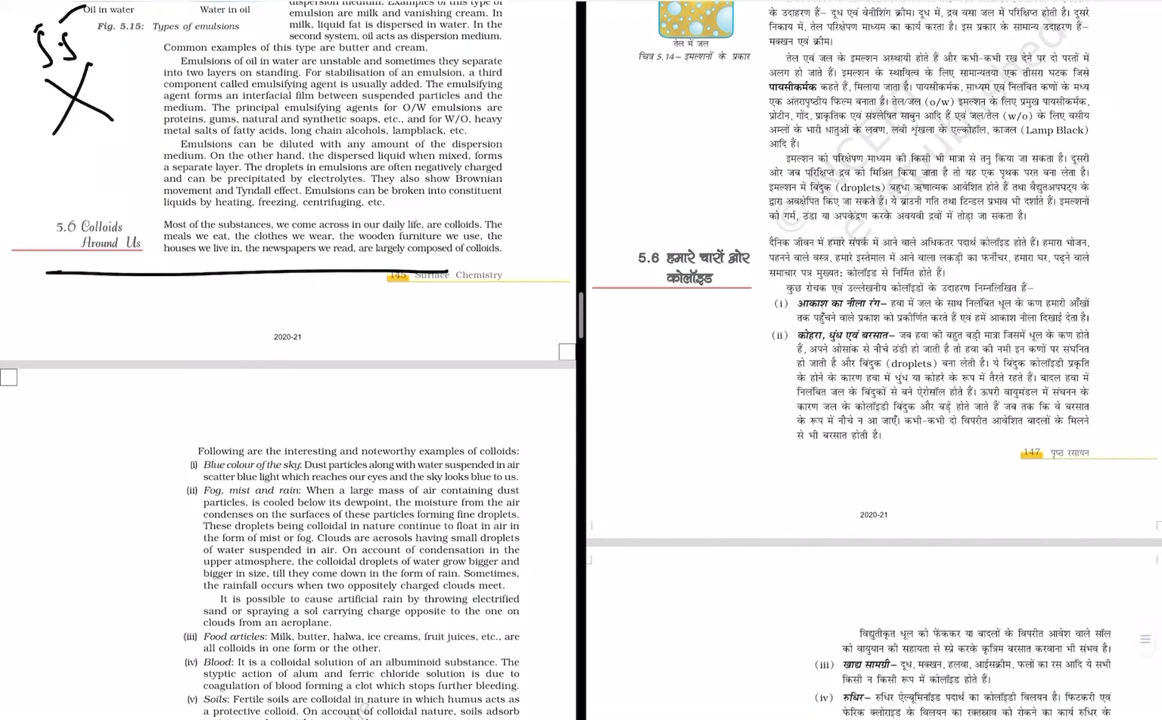 Oil in water
Water in oil
Fig. 5.15: Types of emulsions
dispersion medium. Examples of this type of
emulsion are milk and vanishing cream. In
milk, liquid fat is dispersed in water. In the
second system, oil acts as dispersion medium.
Common examples of this type are butter and cream.
Emulsions of oil in water are unstable and sometimes they separate
into two layers on standing. For stabilisation of an emulsion, a third
component called emulsifying agent is usually added. The emulsifying
agent forms an interfacial film between suspended particles and the
medium. The principal emulsifying agents for O/W emulsions are
proteins, gums, natural and synthetic soaps, etc., and for W/O, heavy
metal salts of fatty acids, long chain alcohols, lampblack, etc.
Emulsions can be diluted with any amount of the dispersion
medium. On the other hand, the dispersed liquid when mixed, forms
a separate layer. The droplets in emulsions are often negatively charged
and can be precipitated by electrolytes. They also show Brownian
movement and Tyndall effect. Emulsions can be broken into constituent
liquids by heating, freezing, centrifuging, etc.
5.6 Colloids
Around Us
Most of the substances, we come across in our daily life, are colloids. The
meals we eat, the clothes we wear, the wooden furniture we use, the
houses we live in, the newspapers we read, are largely composed of colloids.
145 Surface Chemistry
2020-21
Following are the interesting and noteworthy examples of colloids:
(i) Blue colour of the sky: Dust particles along with water suspended in air
scatter blue light which reaches our eyes and the sky looks blue to us.
(ii) Fog, mist and rain: When a large mass of air containing dust
particles, is cooled below its dewpoint, the moisture from the air
condenses on the surfaces of these particles forming fine droplets.
These droplets being colloidal in nature continue to float in air in
the form of mist or fog. Clouds are aerosols having small droplets
of water suspended in air. On account of condensation in the
upper atmosphere, the colloidal droplets of water grow bigger and
bigger in size, till they come down in the form of rain. Sometimes,
the rainfall occurs when two oppositely charged clouds meet.
It is possible to cause artificial rain by throwing electrified
sand or spraying a sol carrying charge opposite to the one on
clouds from an aeroplane.
(iii) Food articles: Milk, butter, halwa, ice creams, fruit juices, etc., are
all colloids in one form or the other.
(iv) Blood: It is a colloidal solution of an albuminoid substance. The
styptic action of alum and ferric chloride solution is due to
coagulation of blood forming a clot which stops further bleeding.
(v) Soils: Fertile soils are colloidal in nature in which humus acts as
a protective colloid. On account of colloidal nature, soils adsorb
तेल में जल
चित्र 5.14– इमल्शनों के प्रकार
के उदाहरण हैं– दूध एवं वेनीशिंग क्रीम। दूध में, द्रव वसा जल में परिक्षिप्त होती है। दूसरे
निकाय में, तेल परिक्षेपण माध्यम का कार्य करता है। इस प्रकार के सामान्य उदाहरण हैं–
मक्खन एवं क्रीम।
तेल एवं जल के इमल्शन अस्थायी होते हैं और कभी-कभी रख देने पर दो परतों में
अलग हो जाते हैं। इमल्शन के स्थायित्व के लिए सामान्यतया एक तीसरा घटक जिसे
पायसीकर्मक कहते हैं, मिलाया जाता है। पायसीकर्मक, माध्यम एवं निलंबित कणों के मध्य
एक अंतरापृष्ठीय फिल्म बनाता है। तेल/जल (o/w) इमल्शन के लिए प्रमुख पायसीकर्मक,
प्रोटीन, गोंद, प्राकृतिक एवं संश्लेषित साबुन आदि हैं एवं जल/तेल (w/o) के लिए वसीय
अम्लों के भारी धातुओं के लवण, लंबी शृंखला के एल्कोहॉल, काजल (Lamp Black)
आदि हैं।
इमल्शन को परिक्षेपण माध्यम की किसी भी मात्रा से तनु किया जा सकता है। दूसरी
ओर जब परिक्षिप्त द्रव को मिश्रित किया जाता है तो यह एक पृथक परत बना लेता है।
इमल्शन में बिंदुक (droplets) बहुधा ऋणात्मक आवेशित होते हैं तथा वैद्युतअपघट्य के
द्वारा अवक्षेपित किए जा सकते हैं। ये ब्राउनी गति तथा टिन्डल प्रभाव भी दर्शाते हैं। इमल्शनों
को गर्म, ठंडा या अपकेंद्रण करके अवयवी द्रवों में तोड़ा जा सकता है।
5.6 हमारे चारों ओर
कोलॉइड
दैनिक जीवन में हमारे संपर्क में आने वाले अधिकतर पदार्थ कोलॉइड होते हैं। हमारा भोजन,
पहनने वाले वस्त्र, हमारे इस्तेमाल में आने वाला लकड़ी का फर्नीचर, हमारा घर, पढ़ने वाले
समाचार पत्र मुख्यत: कोलॉइड से निर्मित होते हैं।
कुछ रोचक एवं उल्लेखनीय कोलॉइडों के उदाहरण निम्नलिखित हैं–
(i) आकाश का नीला रंग– हवा में जल के साथ निलंबित धूल के कण हमारी आँखों
तक पहुँचने वाले प्रकाश को प्रकीर्णित करते हैं एवं हमें आकाश नीला दिखाई देता है।
(ii) कोहरा, धुंध एवं बरसात– जब हवा की बहुत बड़ी मात्रा जिसमें धूल के कण होते
हैं, अपने ओसांक से नीचे ठंडी हो जाती है तो हवा की नमी इन कणों पर संघनित
हो जाती है और बिंदुक (droplets) बना लेती है। ये बिंदुक कोलॉइडी प्रकृति
के होने के कारण हवा में धुंध या कोहरे के रूप में तैरते रहते हैं। बादल हवा में
निलंबित जल के बिंदुकों से बने ऐरोसॉल होते हैं। ऊपरी वायुमंडल में संघनन के
कारण जल के कोलॉइडी बिंदुक और बड़े होते जाते हैं जब तक कि वे बरसात
के रूप में नीचे न आ जाएँ। कभी-कभी दो विपरीत आवेशित बादलों के मिलने
से भी बरसात होती है।
147 पृष्ठ रसायन
2020-21
विद्युतीकृत धूल को फेंककर या बादलों के विपरीत आवेश वाले सॉल
को वायुयान की सहायता से स्प्रे करके कृत्रिम बरसात करवाना भी संभव है।
(iii) खाद्य सामग्री– दूध, मक्खन, हलवा, आईसक्रीम, फलों का रस आदि ये सभी
किसी न किसी रूप में कोलॉइड होते हैं।
(iv) रुधिर– रुधिर ऐल्बूमिनॉइड पदार्थ का कोलॉइडी विलयन है। फिटकरी एवं
फेरिक क्लोराइड के विलयन का रक्तस्राव को रोकने का कार्य रुधिर के